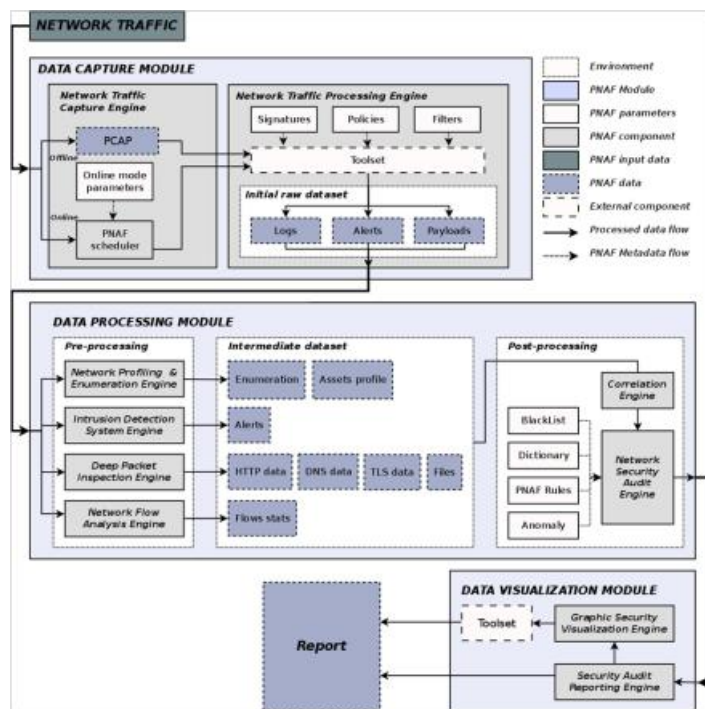 NETWORK TRAFFIC
DATA CAPTURE MODULE
Network Traffic
Capture Engine
PCAP
Offline
Online mode
parameters
Online
PNAF
scheduler
Network Traffic Processing Engine
Signatures
Policies
Filters
Toolset
Initial raw dataset
Logs
Alerts
Payloads
Environment
PNAF Module
PNAF parameters
PNAF component
PNAF input data
PNAF data
External component
Processed data flow
PNAF Metadata flow
DATA PROCESSING MODULE
Pre-processing
Network Profiling &
Enumeration Engine
Intrusion Detection
System Engine
Deep Packet
Inspection Engine
Network Flow
Analysis Engine
Intermediate dataset
Enumeration
Assets profile
Alerts
HTTP data
DNS data
TLS data
Files
Flows stats
Post-processing
Correlation
Engine
BlackList
Dictionary
PNAF Rules
Anomaly
Network
Security
Audit
Engine
DATA VISUALIZATION MODULE
Toolset
Graphic Security
Visualization Engine
Security Audit
Reporting Engine
Report